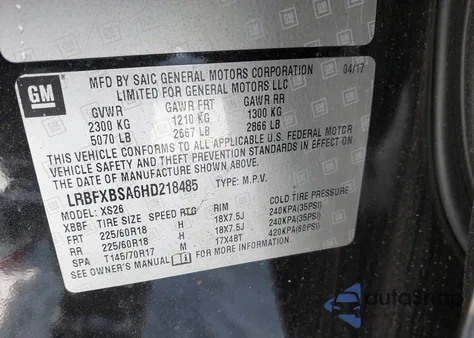 GM
GM
GM
MFD BY SAIC GENERAL MOTORS CORPORATION 04/17
LIMITED FOR GENERAL MOTORS LLC
GVWR GAWR FRT GAWR RR
2300 KG 1210 KG 1300 KG
5070 LB 2667 LB 2866 LB
THIS VEHICLE CONFORMS TO ALL APPLICABLE U.S. FEDERAL MOTOR
VEHICLE SAFETY AND THEFT PREVENTION STANDARDS IN EFFECT
ON THE DATE OF MANUFACTURE SHOWN ABOVE.
LRBFXBSA6HD218485 TYPE: M.P.V.
MODEL: XS26
XBBF TIRE SIZE SPEED RTG RIM COLD TIRE PRESSURE
FRT 225/60R18 H 18X7.5J 240KPA(35PSI)
RR 225/60R18 H 18X7.5J 240KPA(35PSI)
SPA T145/70R17 M 17X4BT 420KPA(60PSI)
SEE OWNER'S MANUAL FOR MORE INFORMATION.
autoSnap